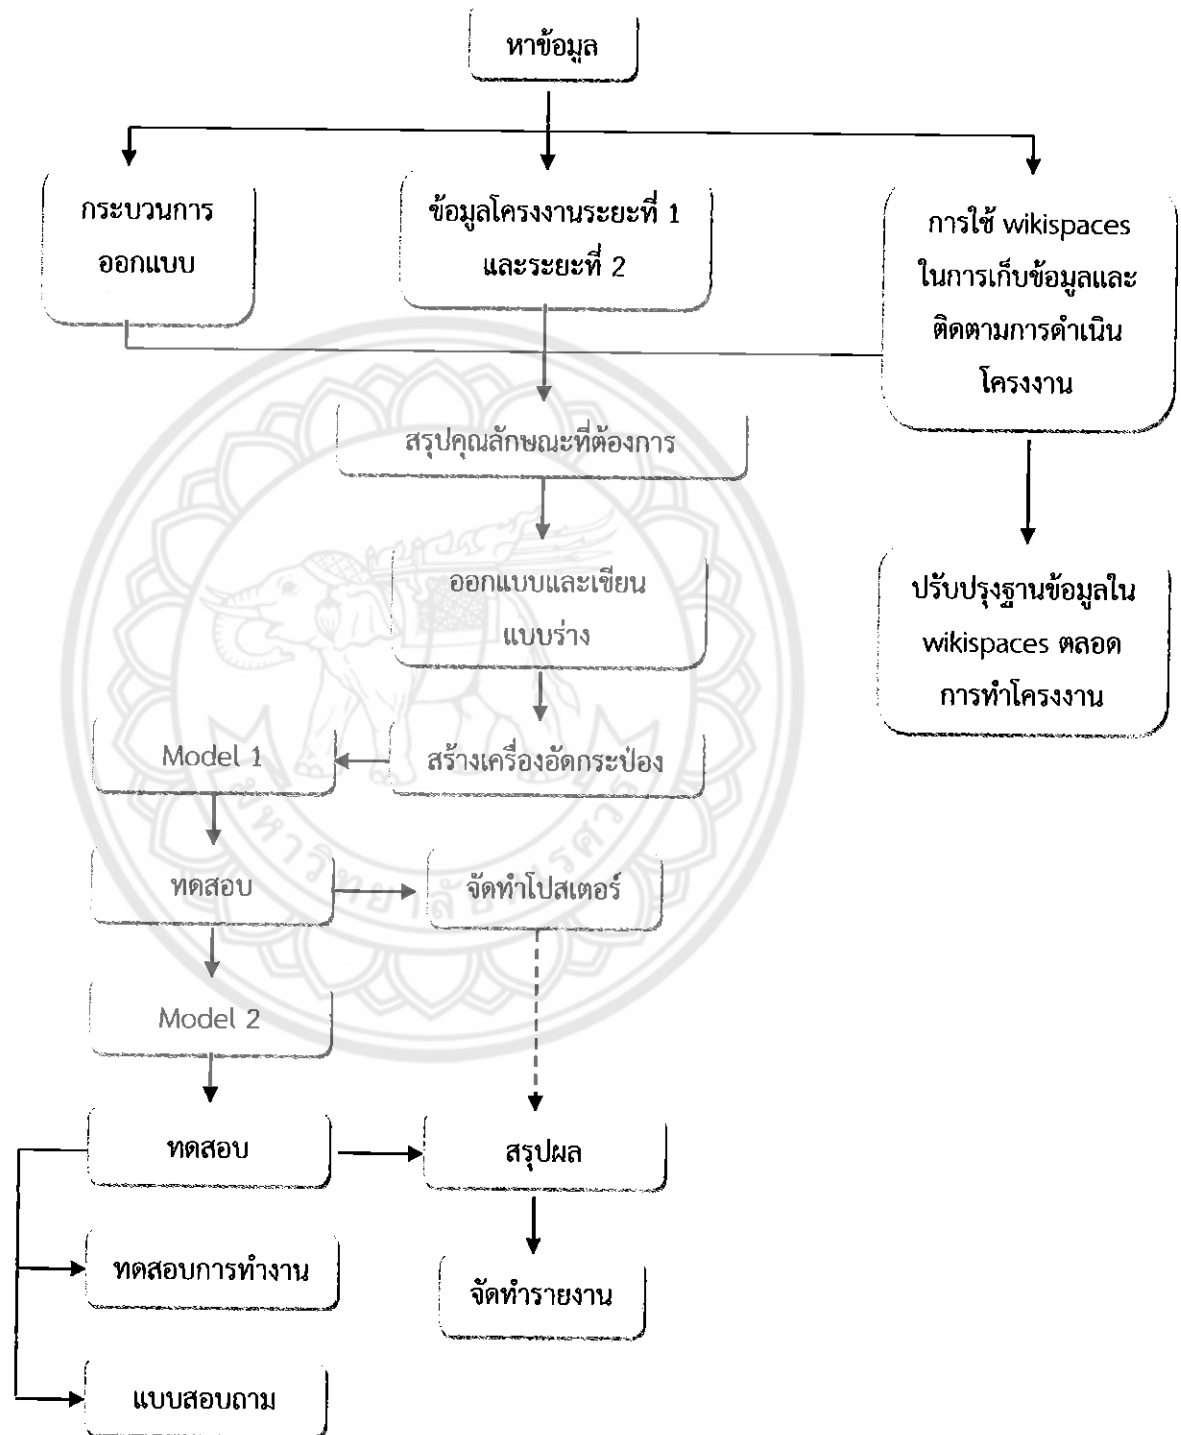 หาข้อมูล
กระบวนการ
ออกแบบ
ข้อมูลโครงงานระยะที่ 1
และระยะที่ 2
การใช้ wikispaces
ในการเก็บข้อมูลและ
ติดตามการดำเนิน
โครงงาน
สรุปคุณลักษณะที่ต้องการ
ออกแบบและเขียน
แบบร่าง
ปรับปรุงฐานข้อมูลใน
wikispaces ตลอด
การทำโครงงาน
Model 1
สร้างเครื่องอัดกระป๋อง
ทดสอบ
จัดทำโปสเตอร์
Model 2
ทดสอบ
สรุปผล
ทดสอบการทำงาน
จัดทำรายงาน
แบบสอบถาม